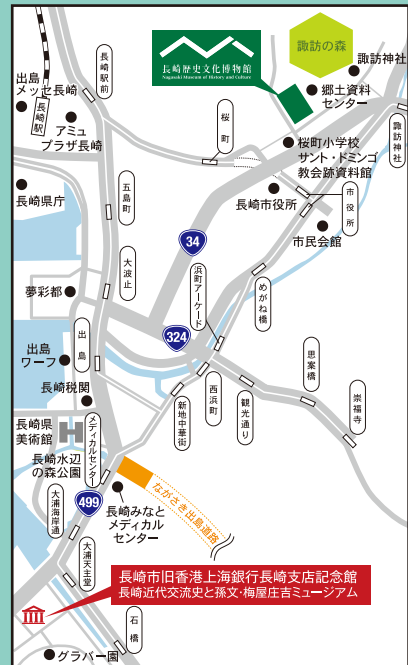 長崎歴史文化博物館
Nagasaki Museum of History and Culture
諏訪の森
諏訪神社
郷土資料
センター
出島
メッセ長崎
長崎駅
長崎駅前
アミュ
プラザ長崎
桜町
桜町小学校
サント・ドミンゴ
教会跡資料館
諏訪神社
長崎県庁
五島町
長崎市役所
市役所
市民会館
34
大波止
夢彩都
浜町アーケード
めがね橋
324
出島
出島
ワーフ
長崎税関
西浜町
思案橋
観光通り
新地中華街
崇福寺
長崎県
美術館
メディカルセンター
長崎水辺
の森公園
ながさき出島道路
499
長崎みなと
メディカル
センター
大浦海岸通
大浦天主堂
長崎市旧香港上海銀行長崎支店記念館
長崎近代交流史と孫文・梅屋庄吉ミュージアム
石橋
グラバー園